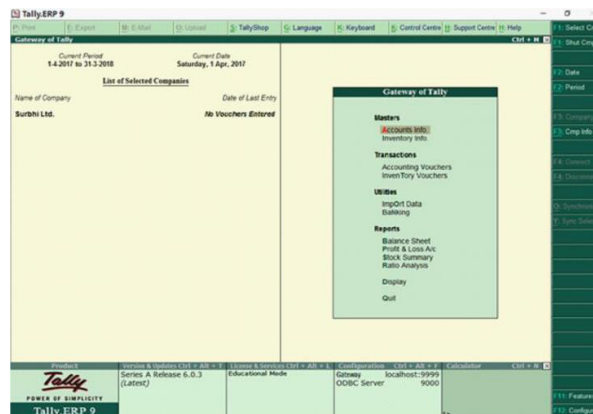 Tally.ERP 9
P: Print E: Export M: E-Mail O: Upload S: TallyShop G: Language K: Keyboard K: Control Centre H: Support Centre H: Help
F1: Select C
Gateway of Tally Ctrl + M
F1: Shut Cmp
Current Period Current Date
1-4-2017 to 31-3-2018 Saturday, 1 Apr, 2017
List of Selected Companies
F2: Date
F2: Period
Name of Company Date of Last Entry
Surbhi Ltd. No Vouchers Entered
Gateway of Tally
Masters
Accounts Info.
Inventory Info.
Transactions
Accounting Vouchers
InvenTory Vouchers
Utilities
ImpOrt Data
BaNking
Reports
Balance Sheet
Profit & Loss A/c
Stock Summary
Ratio Analysis
Display
Quit
F3: Company
F3: Cmp Info
F4: Connect
F4: Disconne
O: Synchroni
Product Version & Updates Ctrl + Alt + T License & Services Ctrl + Alt + L Configuration Ctrl + Alt + F Calculator Ctrl + N
Tally
POWER OF SIMPLICITY
Tally.ERP 9
Series A Release 6.0.3
(Latest)
Educational Mode
Gateway localhost:9999
ODBC Server 9000
F11: Feature
F12: Configu